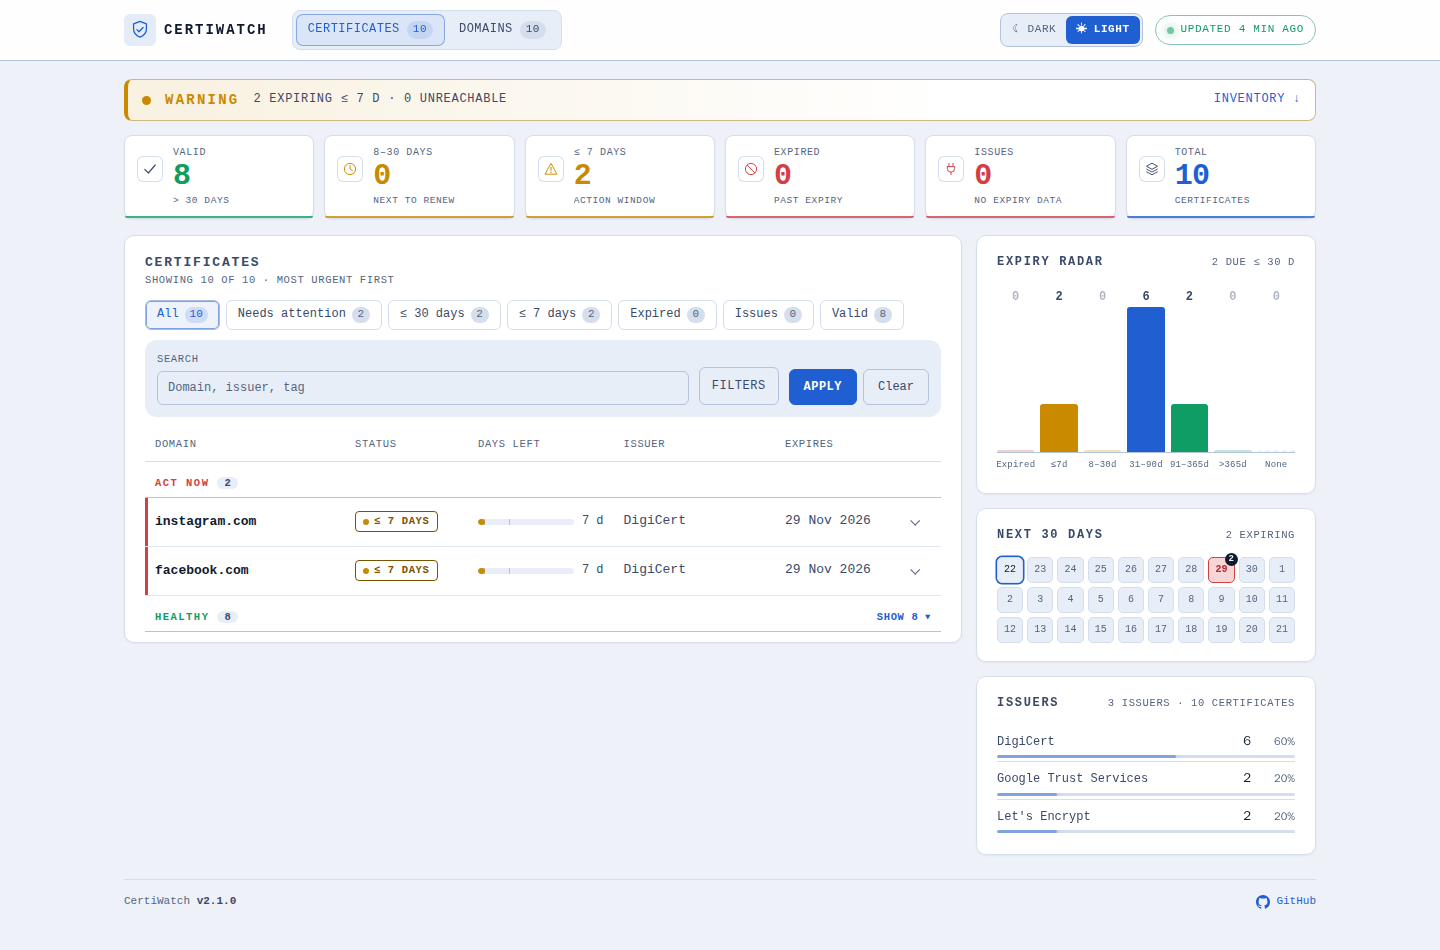 CERTIWATCH
CERTIFICATES 10
DOMAINS 10
☾ DARK
☀ LIGHT
UPDATED 4 MIN AGO
WARNING 2 EXPIRING ≤ 7 D · 0 UNREACHABLE
INVENTORY ↓
VALID
8
> 30 DAYS
8–30 DAYS
0
NEXT TO RENEW
≤ 7 DAYS
2
ACTION WINDOW
EXPIRED
0
PAST EXPIRY
ISSUES
0
NO EXPIRY DATA
TOTAL
10
CERTIFICATES
CERTIFICATES
SHOWING 10 OF 10 · MOST URGENT FIRST
All 10
Needs attention 2
≤ 30 days 2
≤ 7 days 2
Expired 0
Issues 0
Valid 8
SEARCH
Domain, issuer, tag
FILTERS
APPLY
Clear
DOMAIN STATUS DAYS LEFT ISSUER EXPIRES
ACT NOW 2
instagram.com ≤ 7 DAYS 7 d DigiCert 29 Nov 2026
facebook.com ≤ 7 DAYS 7 d DigiCert 29 Nov 2026
HEALTHY 8 SHOW 8 ▼
EXPIRY RADAR 2 DUE ≤ 30 D
0 2 0 6 2 0 0
Expired ≤7d 8–30d 31–90d 91–365d >365d None
NEXT 30 DAYS 2 EXPIRING
2
22 23 24 25 26 27 28 29 30 1
2 3 4 5 6 7 8 9 10 11
12 13 14 15 16 17 18 19 20 21
ISSUERS 3 ISSUERS · 10 CERTIFICATES
DigiCert 6 60%
Google Trust Services 2 20%
Let's Encrypt 2 20%
CertiWatch v2.1.0
GitHub